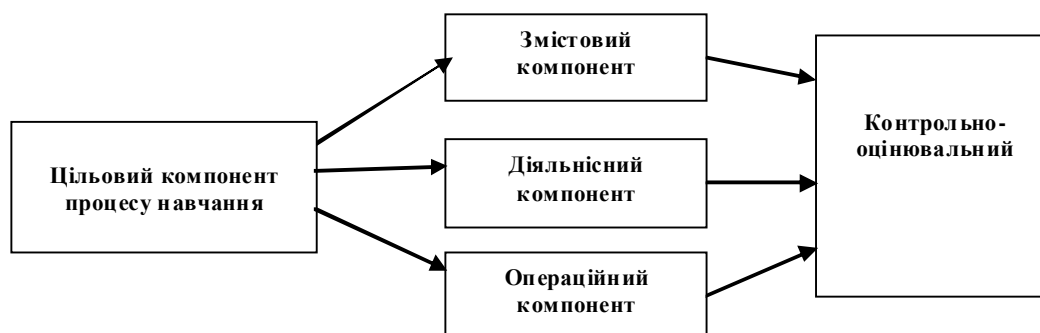 Цільовий компонент
процесу навчання
Змістовий
компонент
Діяльнісний
компонент
Операційний
компонент
Контрольно-
оцінювальний